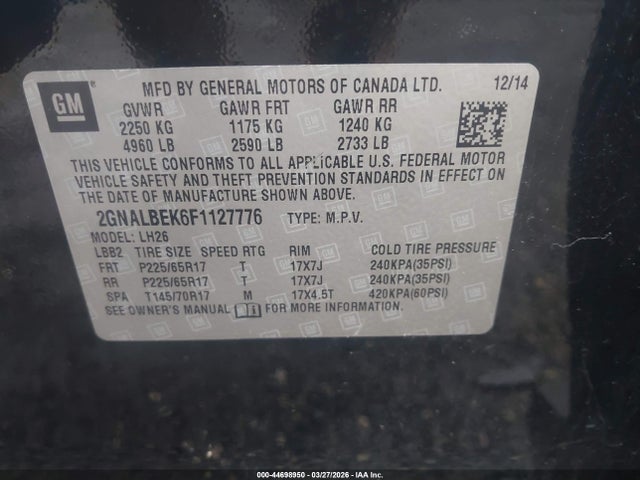 GM
MFD BY GENERAL MOTORS OF CANADA LTD. 12/14
GVWR GAWR FRT GAWR RR
2250 KG 1175 KG 1240 KG
4960 LB 2590 LB 2733 LB
THIS VEHICLE CONFORMS TO ALL APPLICABLE U.S. FEDERAL MOTOR
VEHICLE SAFETY AND THEFT PREVENTION STANDARDS IN EFFECT ON
THE DATE OF MANUFACTURE SHOWN ABOVE.
2GNALBEK6F1127776 TYPE: M.P.V.
MODEL: LH26
LBB2 TIRE SIZE SPEED RTG RIM COLD TIRE PRESSURE
FRT P225/65R17 T 17X7J 240KPA(35PSI)
RR P225/65R17 T 17X7J 240KPA(35PSI)
SPA T145/70R17 M 17X4.5T 420KPA(60PSI)
SEE OWNER'S MANUAL FOR MORE INFORMATION.
000-44698950 - 03/27/2026 - IAA Inc.